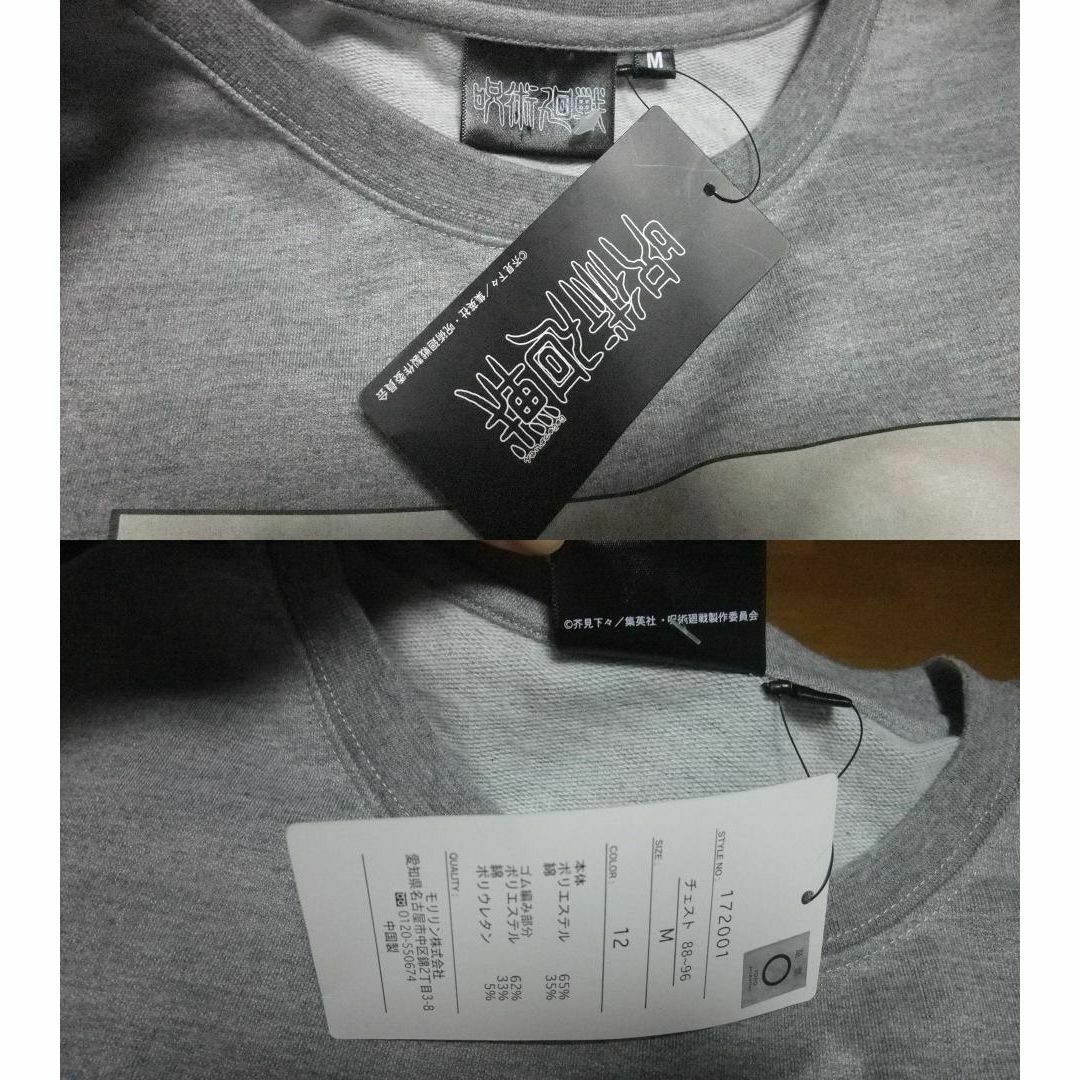 M
呪術廻戦
呪術廻戦
©芥見下々／集英社・呪術廻戦製作委員会
©芥見下々／集英社・呪術廻戦製作委員会
STYLE NO. 172001
SIZE: チェスト 88~96
M
COLOR: 12
本体
ポリエステル 65%
綿 35%
ゴム編み部分
ポリエステル 62%
綿 33%
ポリウレタン 5%
QUALITY:
モリリン株式会社
愛知県名古屋市中区錦2丁目3-8
0120-550674
中国製